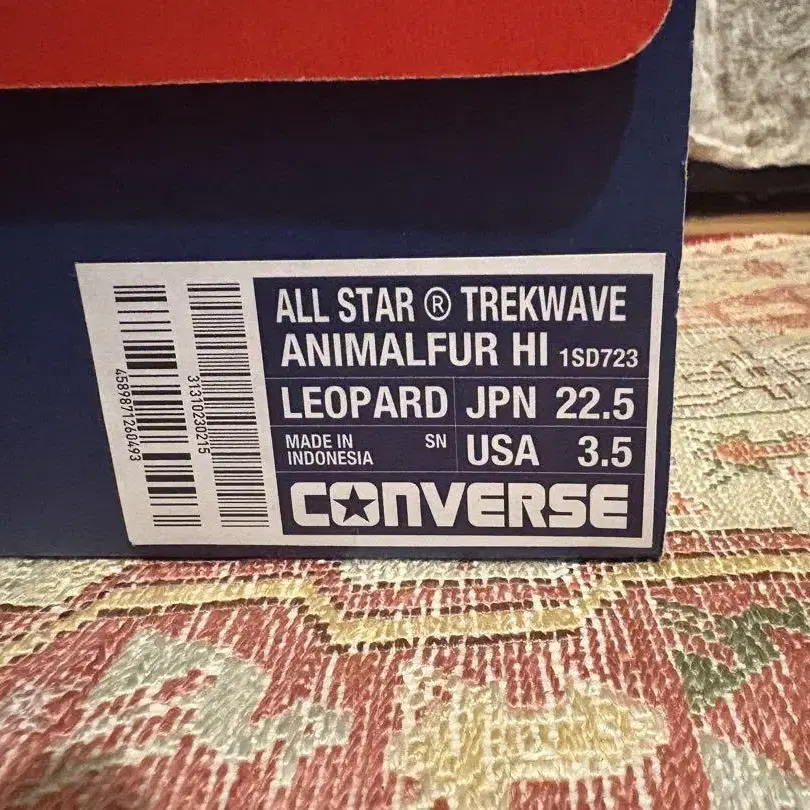 ALL STAR ® TREKWAVE
ANIMALFUR HI 1SD723
LEOPARD JPN 22.5
MADE IN INDONESIA SN USA 3.5
CONVERSE
4589871260493
31310230215